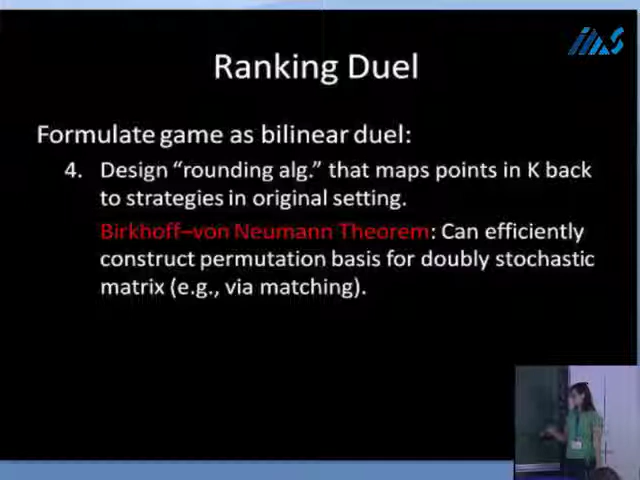 IMS
Ranking Duel
Formulate game as bilinear duel:
4. Design “rounding alg.” that maps points in K back
to strategies in original setting.
Birkhoff–von Neumann Theorem: Can efficiently
construct permutation basis for doubly stochastic
matrix (e.g., via matching).